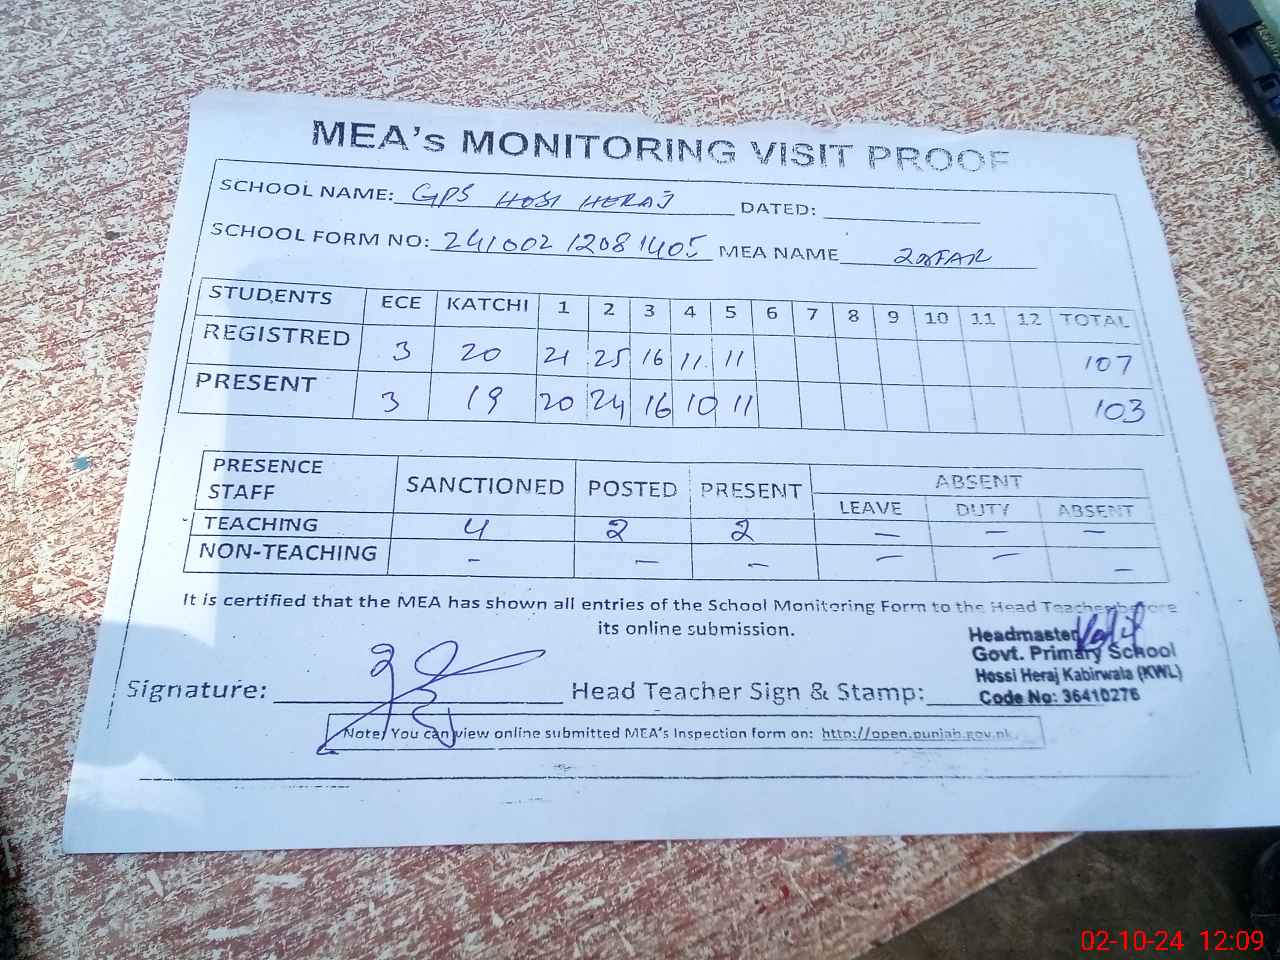 MEA's MONITORING VISIT PROOF
SCHOOL NAME: GPS HOSI HERAJ DATED:
SCHOOL FORM NO: 241002 12081405 MEA NAME ZAFAR
STUDENTS ECE KATCHI 1 2 3 4 5 6 7 8 9 10 11 12 TOTAL
REGISTRED 3 20 21 25 16 11 11 107
PRESENT 3 19 20 24 16 10 11 103
PRESENCE STAFF SANCTIONED POSTED PRESENT ABSENT
LEAVE DUTY ABSENT
TEACHING 4 2 2 — — —
NON-TEACHING - — — — — —
It is certified that the MEA has shown all entries of the School Monitoring Form to the Head Teacher before
its online submission.
Headmaster
Govt. Primary School
Hossi Heraj Kabirwala (KWL)
Code No: 36410276
Signature: Head Teacher Sign & Stamp:
Note: You can view online submitted MEA's Inspection form on: http://open.punjab.gov.pk
02-10-24 12:09